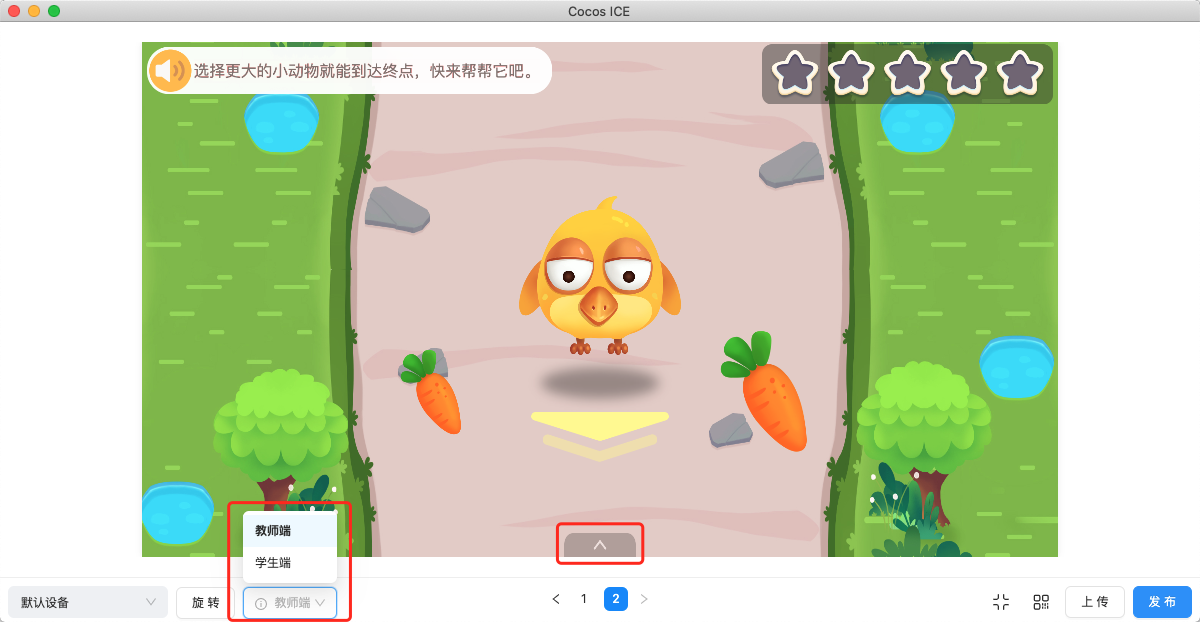 Cocos ICE
选择更大的小动物就能到达终点，快来帮帮它吧。
教师端
学生端
默认设备
旋 转
教师端
1
2
上 传
发 布